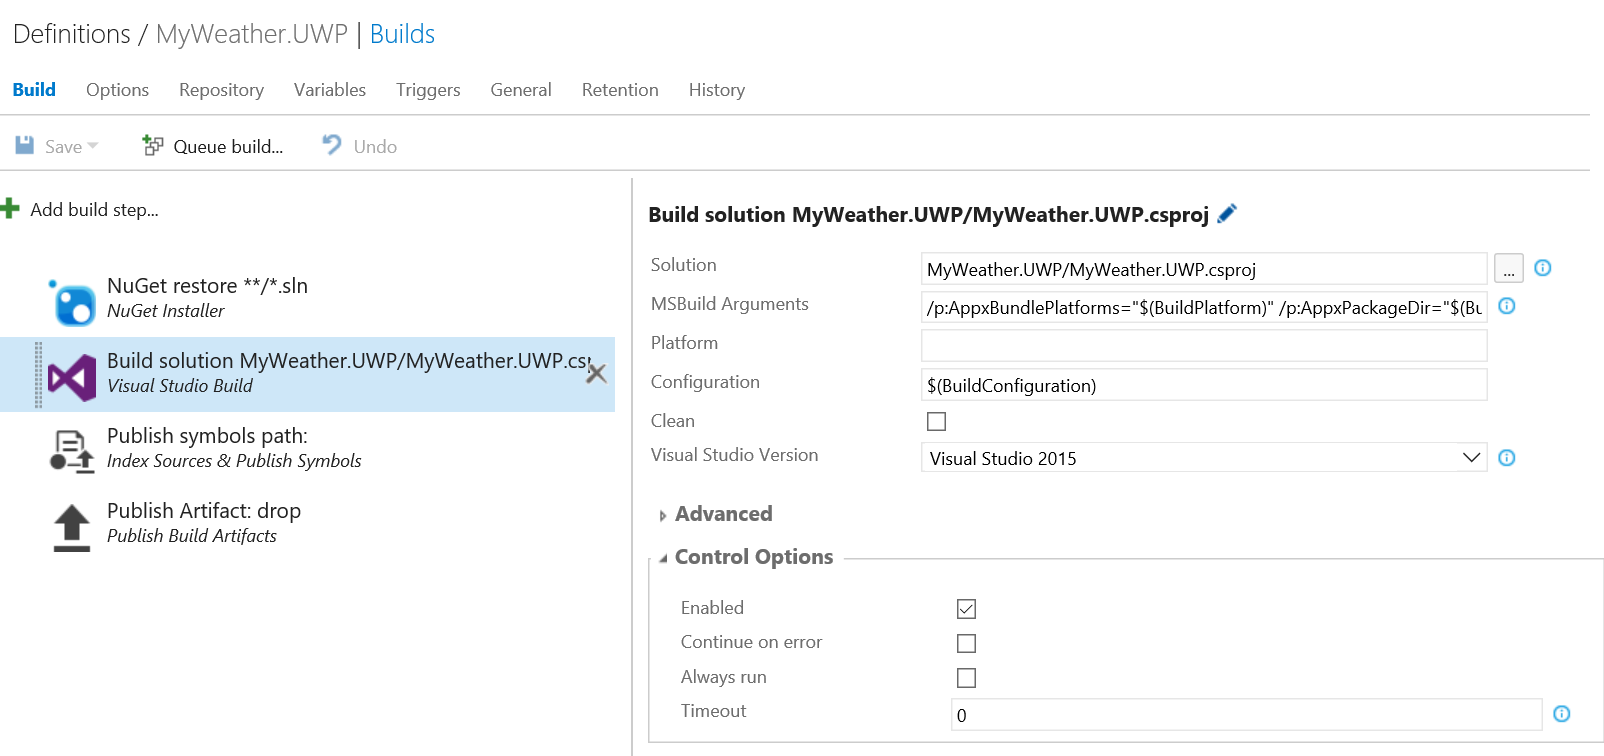 Definitions / MyWeather.UWP | Builds
Build Options Repository Variables Triggers General Retention History
Save Queue build... Undo
Add build step...
NuGet restore **/*.sln
NuGet Installer
Build solution MyWeather.UWP/MyWeather.UWP.csp
Visual Studio Build
Publish symbols path:
Index Sources & Publish Symbols
Publish Artifact: drop
Publish Build Artifacts
Build solution MyWeather.UWP/MyWeather.UWP.csproj
Solution MyWeather.UWP/MyWeather.UWP.csproj ...
MSBuild Arguments /p:AppxBundlePlatforms="$(BuildPlatform)" /p:AppxPackageDir="$(Bu
Platform
Configuration $(BuildConfiguration)
Clean
Visual Studio Version Visual Studio 2015
Advanced
Control Options
Enabled
Continue on error
Always run
Timeout 0